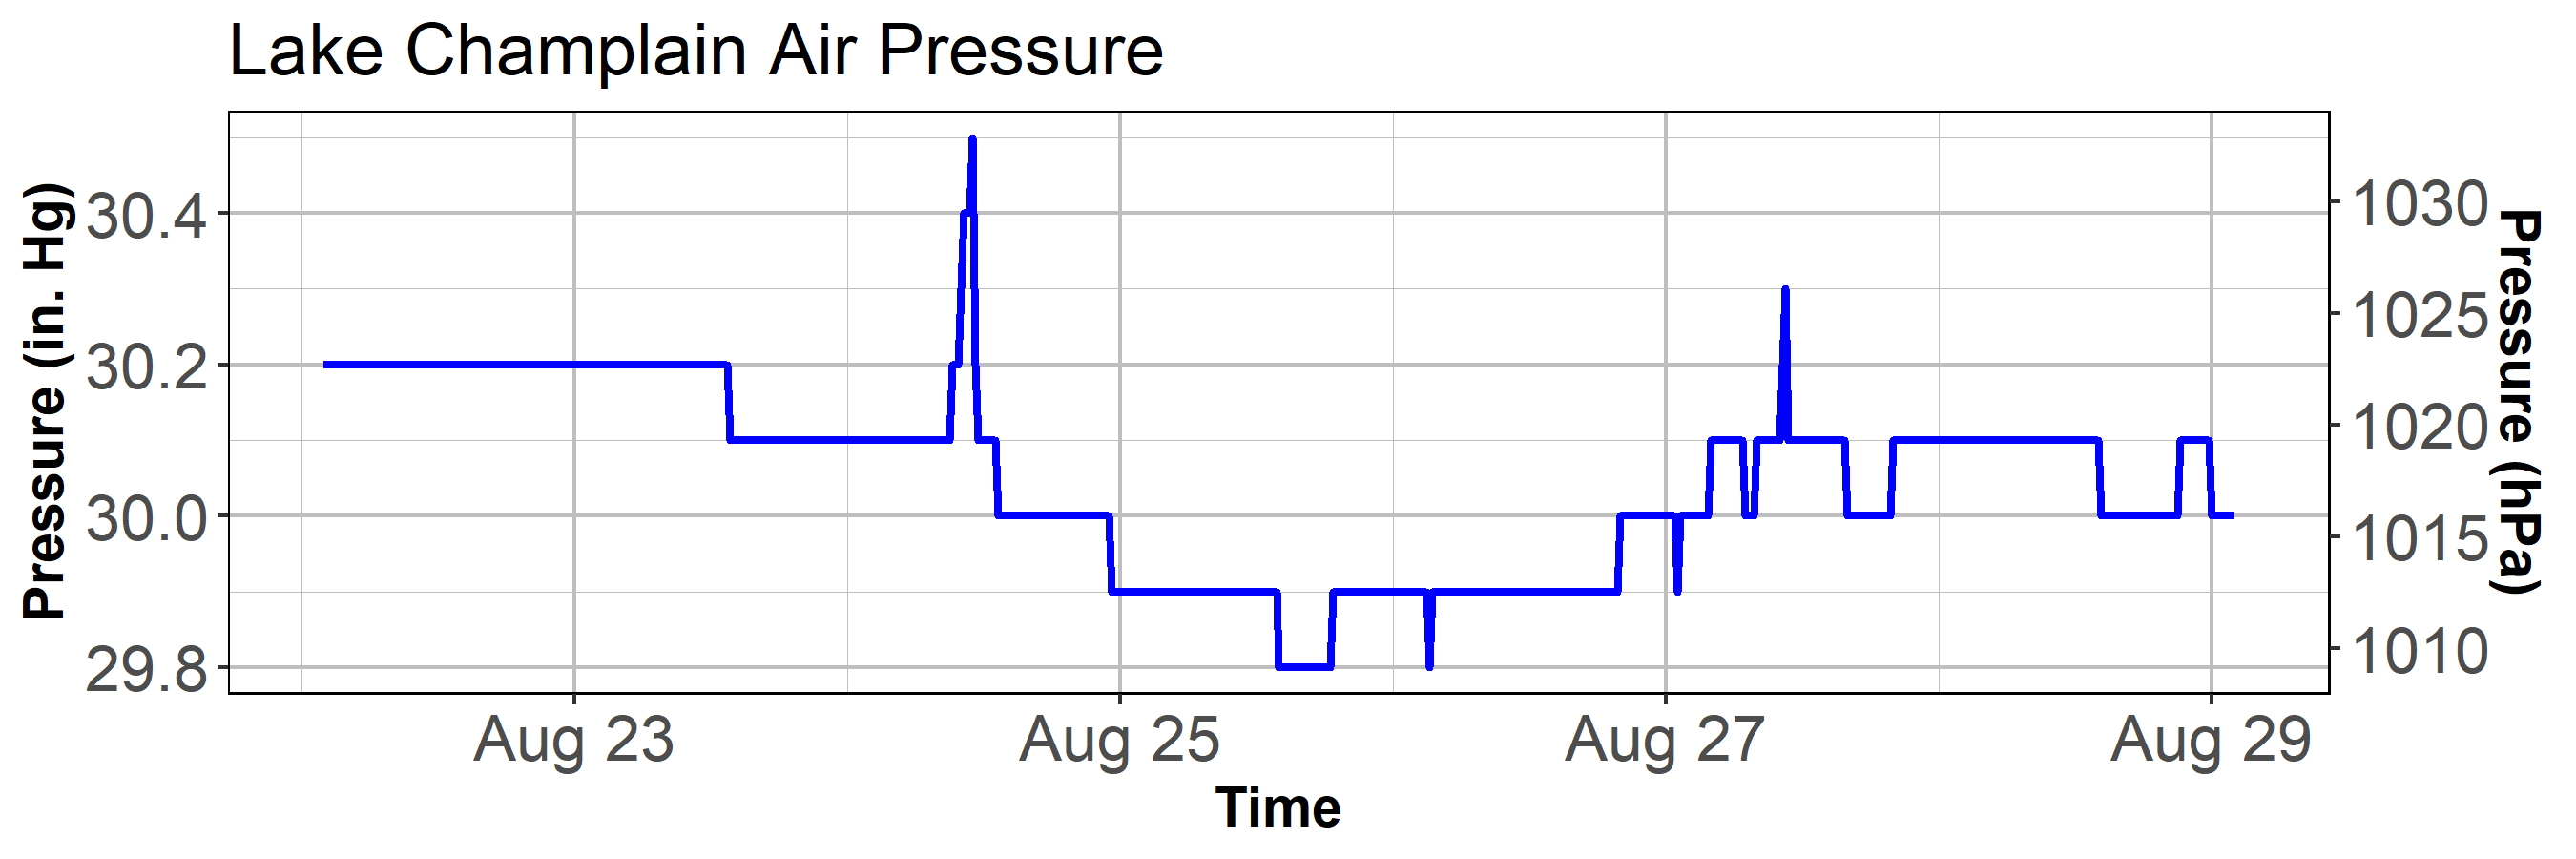 Lake Champlain Air Pressure
Pressure (in. Hg)
30.4
30.2
30.0
29.8
1030
1025
1020
1015
1010
Pressure (hPa)
Aug 23 Aug 25 Aug 27 Aug 29
Time